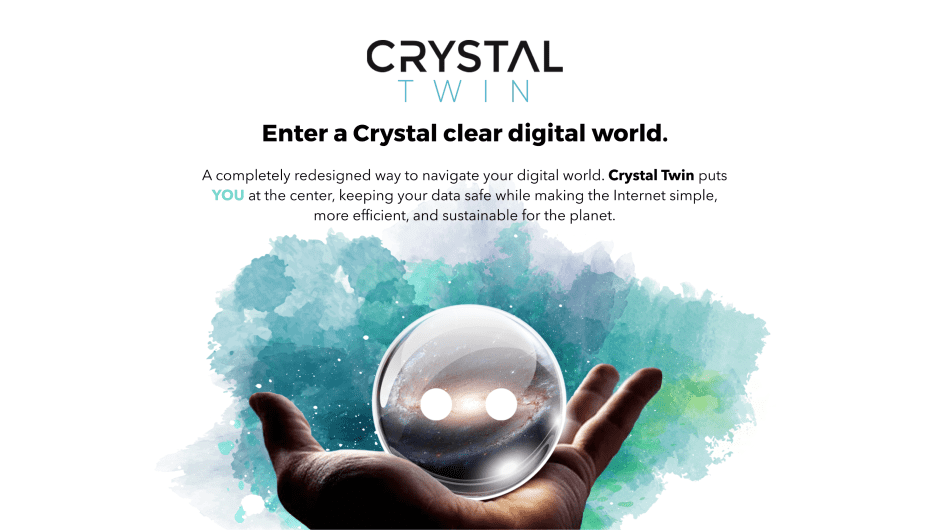 CRYSTAL
TWIN
Enter a Crystal clear digital world.
A completely redesigned way to navigate your digital world. Crystal Twin puts
YOU at the center, keeping your data safe while making the Internet simple,
more efficient, and sustainable for the planet.